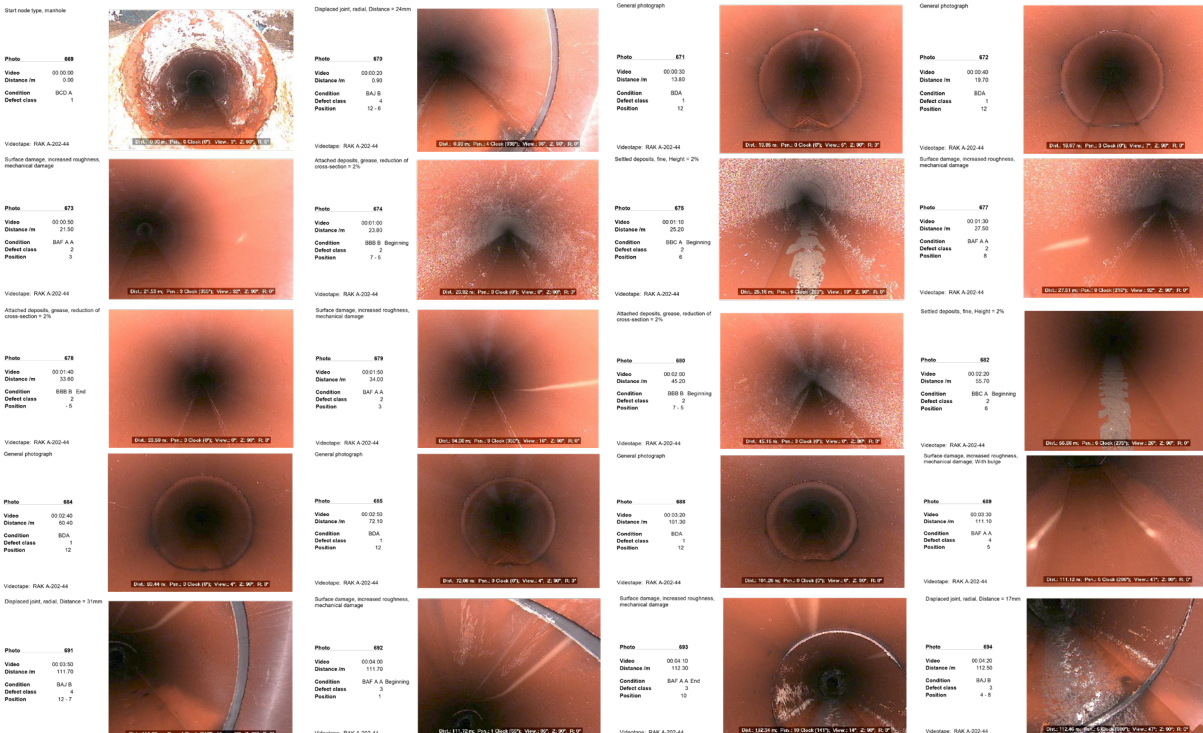 Start node type, manhole
Photo 669
Video 00:00:00
Distance /m 0.00
Condition BCD A
Defect class 1
Videotape: RAK A-202-44
Displaced joint, radial, Distance = 24mm
Photo 670
Video 00:00:20
Distance /m 0.90
Condition BAJ B
Defect class 4
Position 12 - 6
Videotape: RAK A-202-44
General photograph
Photo 671
Video 00:00:30
Distance /m 13.80
Condition BDA
Defect class 1
Position 12
Videotape: RAK A-202-44
General photograph
Photo 672
Video 00:00:40
Distance /m 19.70
Condition BDA
Defect class 1
Position 12
Videotape: RAK A-202-44
Surface damage, increased roughness,
mechanical damage
Photo 673
Video 00:00:50
Distance /m 21.50
Condition BAF A A
Defect class 2
Position 3
Videotape: RAK A-202-44
Attached deposits, grease, reduction of
cross-section = 2%
Photo 674
Video 00:01:00
Distance /m 23.80
Condition BBB B Beginning
Defect class 2
Position 7 - 5
Videotape: RAK A-202-44
Settled deposits, fine, Height = 2%
Photo 675
Video 00:01:10
Distance /m 25.20
Condition BBC A Beginning
Defect class 2
Position 6
Videotape: RAK A-202-44
Surface damage, increased roughness,
mechanical damage
Photo 677
Video 00:01:30
Distance /m 27.50
Condition BAF A A
Defect class 2
Position 8
Videotape: RAK A-202-44
Attached deposits, grease, reduction of
cross-section = 2%
Photo 678
Video 00:01:40
Distance /m 33.60
Condition BBB B End
Defect class 2
Position - 5
Videotape: RAK A-202-44
Surface damage, increased roughness,
mechanical damage
Photo 679
Video 00:01:50
Distance /m 34.00
Condition BAF A A
Defect class 2
Position 3
Videotape: RAK A-202-44
Attached deposits, grease, reduction of
cross-section = 2%
Photo 680
Video 00:02:00
Distance /m 45.20
Condition BBB B Beginning
Defect class 2
Position 7 - 5
Videotape: RAK A-202-44
Settled deposits, fine, Height = 2%
Photo 682
Video 00:02:20
Distance /m 55.70
Condition BBC A Beginning
Defect class 2
Position 6
Videotape: RAK A-202-44
General photograph
Photo 684
Video 00:02:40
Distance /m 60.40
Condition BDA
Defect class 1
Position 12
Videotape: RAK A-202-44
General photograph
Photo 685
Video 00:02:50
Distance /m 72.10
Condition BDA
Defect class 1
Position 12
Videotape: RAK A-202-44
General photograph
Photo 688
Video 00:03:20
Distance /m 101.30
Condition BDA
Defect class 1
Position 12
Videotape: RAK A-202-44
Surface damage, increased roughness,
mechanical damage, With bulge
Photo 689
Video 00:03:30
Distance /m 111.10
Condition BAF A A
Defect class 4
Position 5
Videotape: RAK A-202-44
Displaced joint, radial, Distance = 31mm
Photo 691
Video 00:03:50
Distance /m 111.70
Condition BAJ B
Defect class 4
Position 12 - 7
Videotape: RAK A-202-44
Surface damage, increased roughness,
mechanical damage
Photo 692
Video 00:04:00
Distance /m 111.70
Condition BAF A A Beginning
Defect class 3
Position 1
Videotape: RAK A-202-44
Surface damage, increased roughness,
mechanical damage
Photo 693
Video 00:04:10
Distance /m 112.30
Condition BAF A A End
Defect class 3
Position 10
Videotape: RAK A-202-44
Displaced joint, radial, Distance = 17mm
Photo 694
Video 00:04:20
Distance /m 112.50
Condition BAJ B
Defect class 3
Position 4 - 8
Videotape: RAK A-202-44